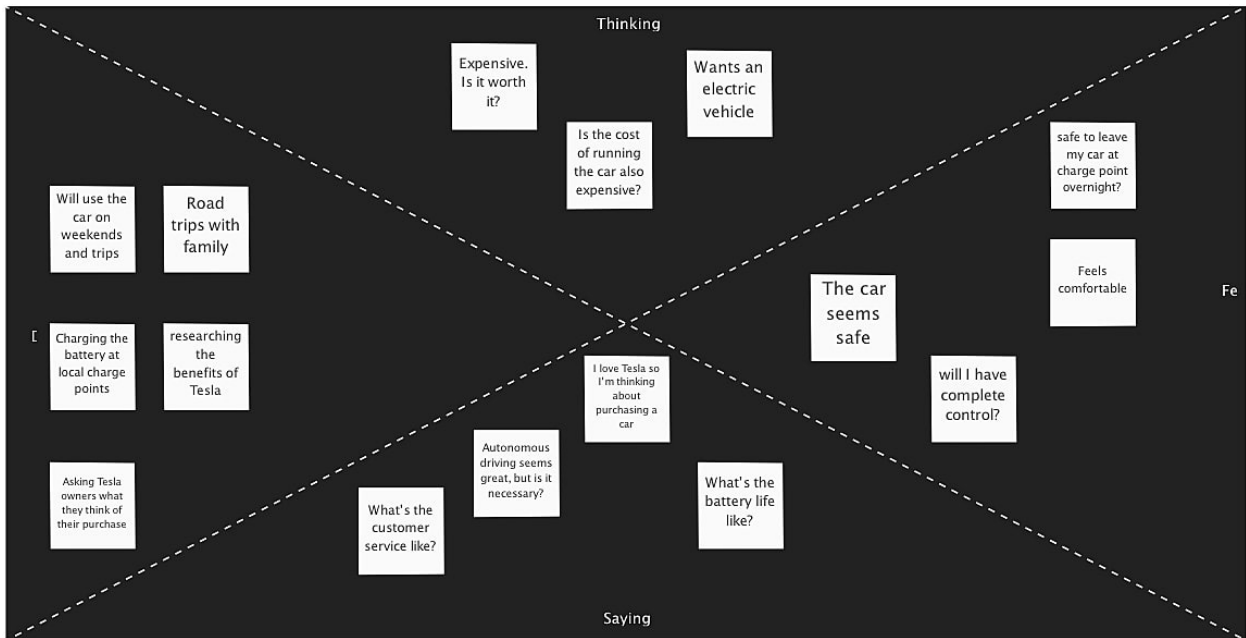 Thinking
Expensive.
Is it worth
it?
Wants an
electric
vehicle
Is the cost
of running
the car also
expensive?
safe to leave
my car at
charge point
overnight?
Will use the
car on
weekends
and trips
Road
trips with
family
Feels
comfortable
Fe
The car
seems
safe
[
Charging the
battery at
local charge
points
researching
the
benefits of
Tesla
I love Tesla so
I'm thinking
about
purchasing a
car
will I have
complete
control?
Autonomous
driving seems
great, but is it
necessary?
Asking Tesla
owners what
they think of
their purchase
What's the
customer
service like?
What's the
battery life
like?
Saying